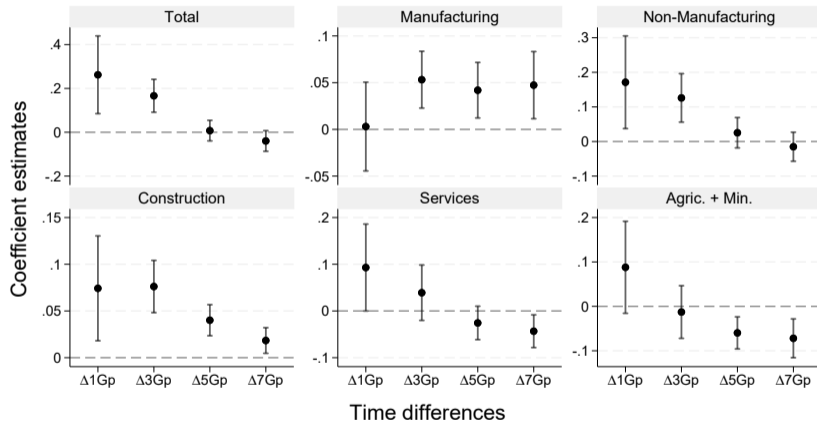 Total
Manufacturing
Non-Manufacturing
.4
.2
0
-.2
.1
.05
0
-.05
.3
.2
.1
0
-.1
Construction
Services
Agric. + Min.
.15
.1
.05
0
.2
.1
0
-.1
.2
.1
0
-.1
Δ1Gp Δ3Gp Δ5Gp Δ7Gp
Δ1Gp Δ3Gp Δ5Gp Δ7Gp
Δ1Gp Δ3Gp Δ5Gp Δ7Gp
Coefficient estimates
Time differences